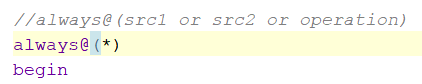 //always@(src1 or src2 or operation)
always@(*)
begin